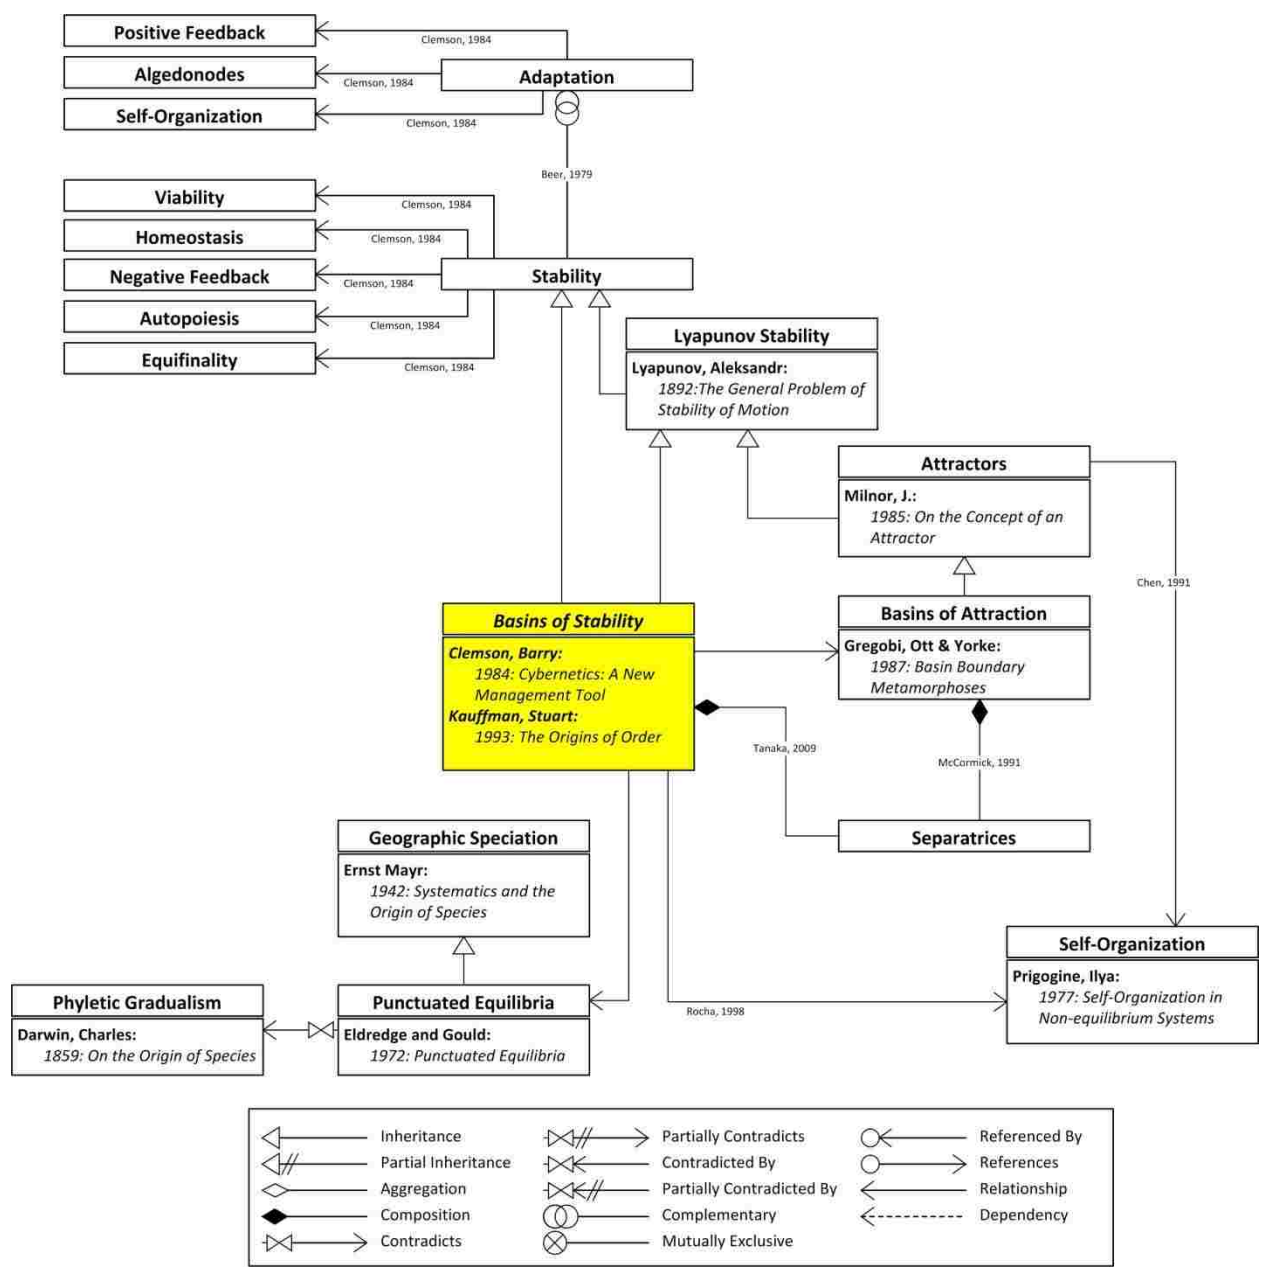 Positive Feedback
Clemson, 1984
Algedonodes
Clemson, 1984
Adaptation
Self-Organization
Clemson, 1984
Beer, 1979
Viability
Clemson, 1984
Homeostasis
Clemson, 1984
Negative Feedback
Clemson, 1984
Stability
Autopoiesis
Clemson, 1984
Equifinality
Clemson, 1984
Lyapunov Stability
Lyapunov, Aleksandr:
1892:The General Problem of
Stability of Motion
Attractors
Milnor, J.:
1985: On the Concept of an
Attractor
Chen, 1991
Basins of Stability
Clemson, Barry:
1984: Cybernetics: A New
Management Tool
Kauffman, Stuart:
1993: The Origins of Order
Basins of Attraction
Gregobi, Ott & Yorke:
1987: Basin Boundary
Metamorphoses
Tanaka, 2009
McCormick, 1991
Separatrices
Geographic Speciation
Ernst Mayr:
1942: Systematics and the
Origin of Species
Self-Organization
Prigogine, Ilya:
1977: Self-Organization in
Non-equilibrium Systems
Rocha, 1998
Phyletic Gradualism
Darwin, Charles:
1859: On the Origin of Species
Punctuated Equilibria
Eldredge and Gould:
1972: Punctuated Equilibria
Inheritance
Partial Inheritance
Aggregation
Composition
Contradicts
Partially Contradicts
Contradicted By
Partially Contradicted By
Complementary
Mutually Exclusive
Referenced By
References
Relationship
Dependency